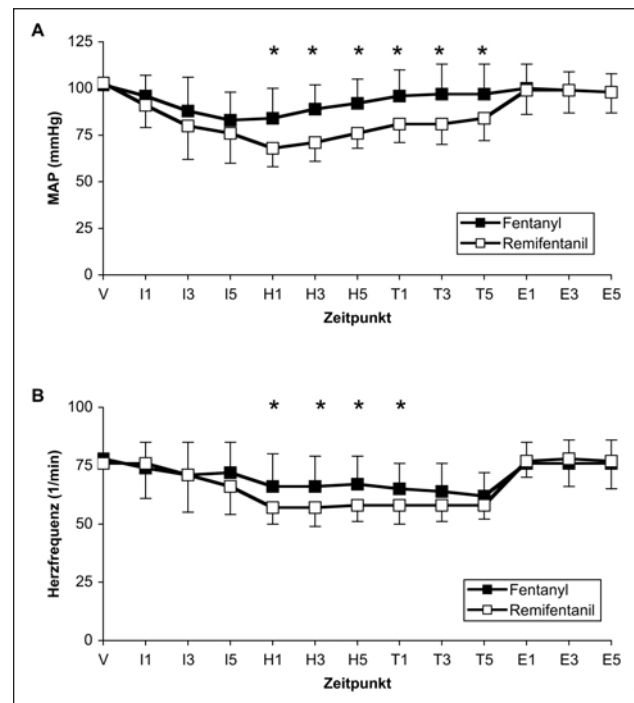 A
* * * * * *
125
100
75
50
25
0
MAP (mmHg)
Fentanyl
Remifentanil
V I1 I3 I5 H1 H3 H5 T1 T3 T5 E1 E3 E5
Zeitpunkt
B
* * * *
100
75
50
25
0
Herzfrequenz (1/min)
Fentanyl
Remifentanil
V I1 I3 I5 H1 H3 H5 T1 T3 T5 E1 E3 E5
Zeitpunkt